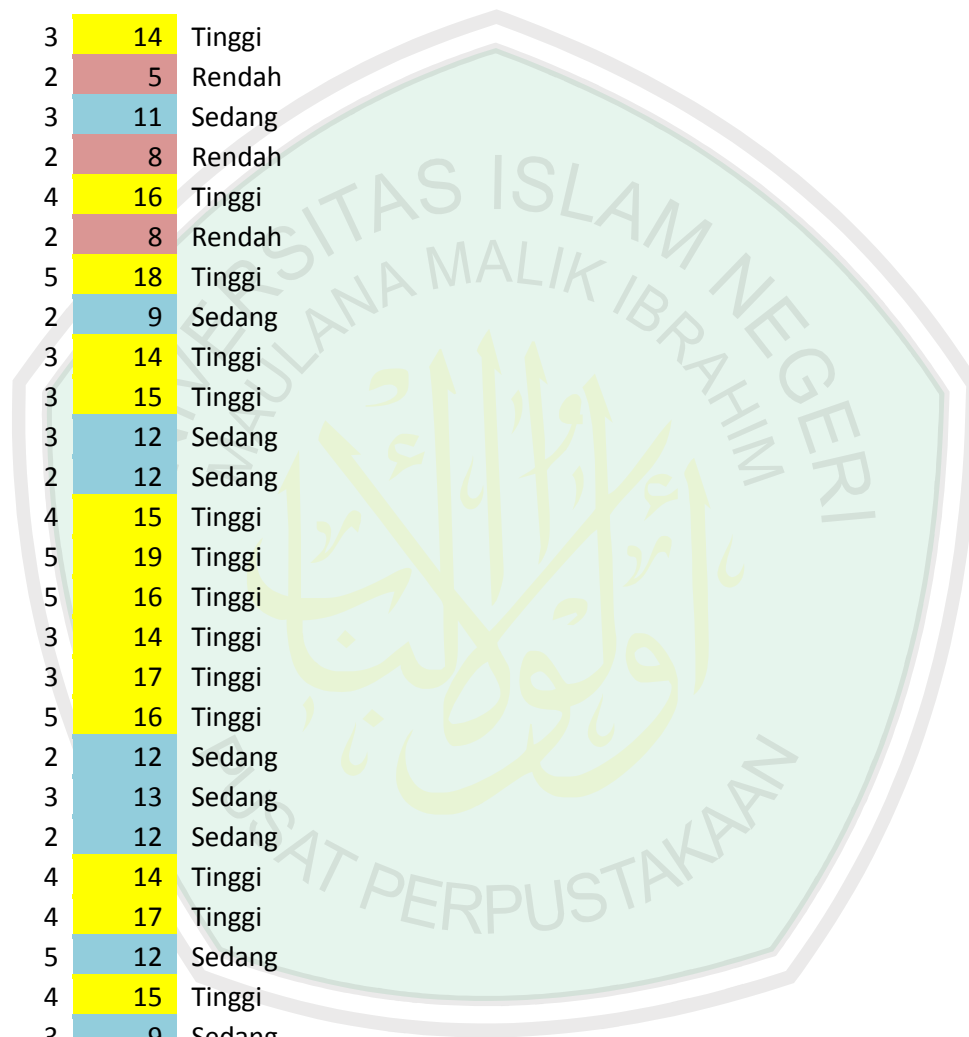 3 14 Tinggi
2 5 Rendah
3 11 Sedang
2 8 Rendah
4 16 Tinggi
2 8 Rendah
5 18 Tinggi
2 9 Sedang
3 14 Tinggi
3 15 Tinggi
3 12 Sedang
2 12 Sedang
4 15 Tinggi
5 19 Tinggi
5 16 Tinggi
3 14 Tinggi
3 17 Tinggi
5 16 Tinggi
2 12 Sedang
3 13 Sedang
2 12 Sedang
4 14 Tinggi
4 17 Tinggi
5 12 Sedang
4 15 Tinggi
3 9 Sedang
UNIVERSITAS ISLAM NEGERI
MAULANA MALIK IBRAHIM
PUSAT PERPUSTAKAAN